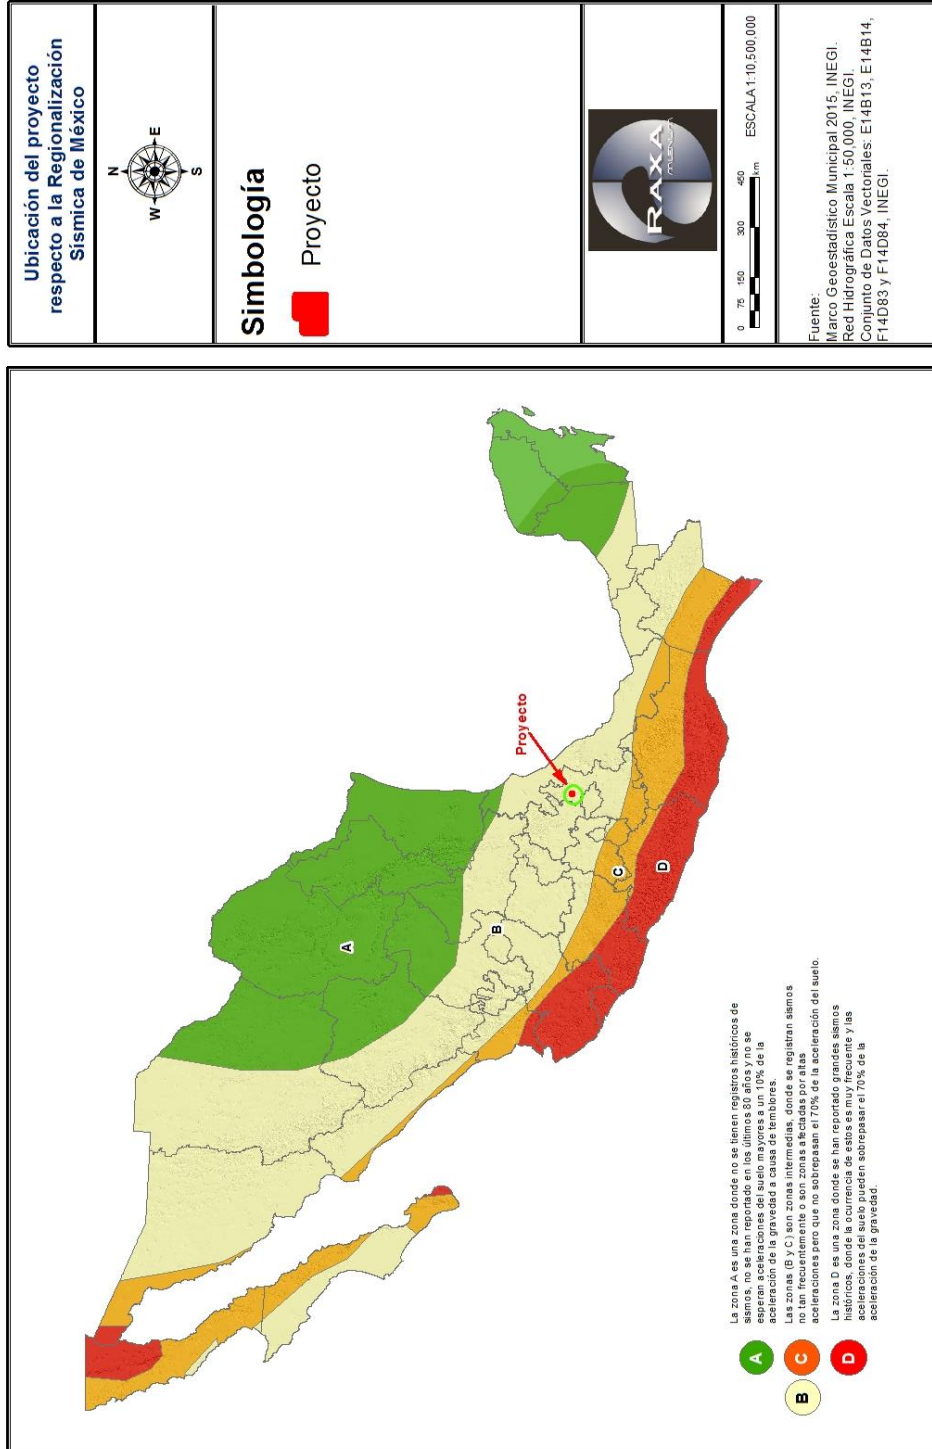 Ubicación del proyecto
respecto a la Regionalización
Sísmica de México
N
W
E
S
Simbología
Proyecto
RAXA
MILENIUM
0 75 150 300 450
km
ESCALA 1:10,500,000
Fuente:
Marco Geoestadístico Municipal 2015, INEGI.
Red Hidrográfica Escala 1:50,000, INEGI.
Conjunto de Datos Vectoriales: E14B13, E14B14,
F14D83 y F14D84, INEGI.
Proyecto
A
B
C
D
A
La zona A es una zona donde no se tienen registros históricos de
sismos, no se han reportado en los últimos 80 años y no se
esperan aceleraciones del suelo mayores a un 10% de la
aceleración de la gravedad a causa de temblores.
B
C
Las zonas (B y C) son zonas intermedias, donde se registran sismos
no tan frecuentemente o son zonas afectadas por altas
aceleraciones pero que no sobrepasan el 70% de la aceleración del suelo.
D
La zona D es una zona donde se han reportado grandes sismos
históricos, donde la ocurrencia de estos es muy frecuente y las
aceleraciones del suelo pueden sobrepasar el 70% de la
aceleración de la gravedad.